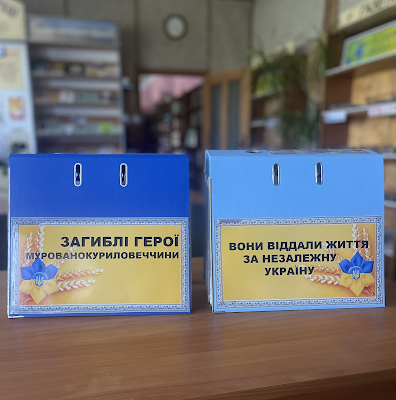 ЗАГИБЛІ ГЕРОЇ
МУРОВАНОКУРИЛОВЕЧЧИНИ
ВОНИ ВІДДАЛИ ЖИТТЯ
ЗА НЕЗАЛЕЖНУ
УКРАЇНУ